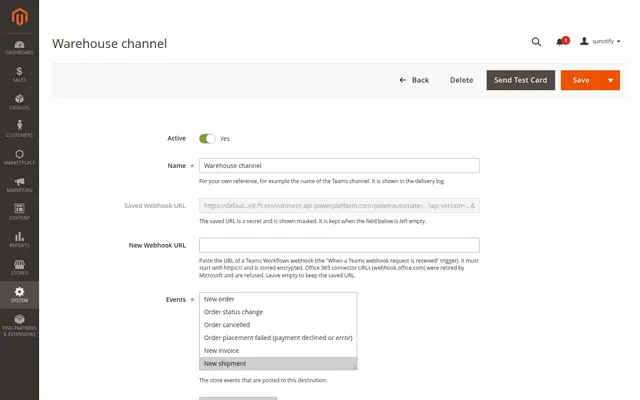 Warehouse channel
1
qanotify
Back
Delete
Send Test Card
Save
DASHBOARD
SALES
CATALOG
CUSTOMERS
MARKETPLACE
MARKETING
CONTENT
REPORTS
STORES
SYSTEM
FIND PARTNERS
& EXTENSIONS
Active
Yes
Name *
Warehouse channel
For your own reference, for example the name of the Teams channel. It is shown in the delivery log.
Saved Webhook URL
The saved URL is a secret and is shown masked. It is kept when the field below is left empty.
New Webhook URL
Paste the URL of a Teams Workflows webhook (the "When a Teams webhook request is received" trigger). It must
start with https:// and is stored encrypted. Office 365 connector URLs (webhook.office.com) were retired by
Microsoft and are refused. Leave empty to keep the saved URL.
Events *
New order
Order status change
Order cancelled
Order placement failed (payment declined or error)
New invoice
New shipment
The store events that are posted to this destination.